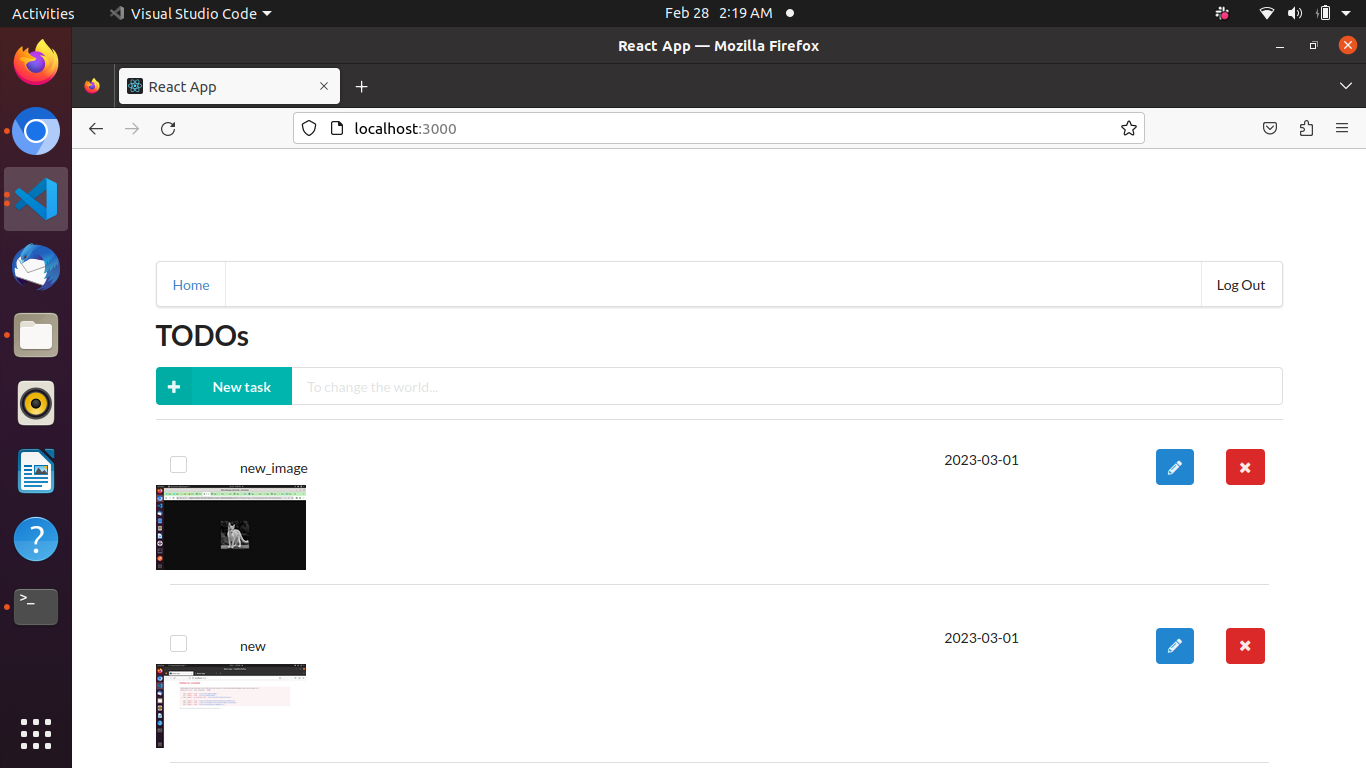 Activities Visual Studio Code Feb 28 2:19 AM
React App — Mozilla Firefox
React App
localhost:3000
Home Log Out
TODOs
New task To change the world...
new_image 2023-03-01
new 2023-03-01